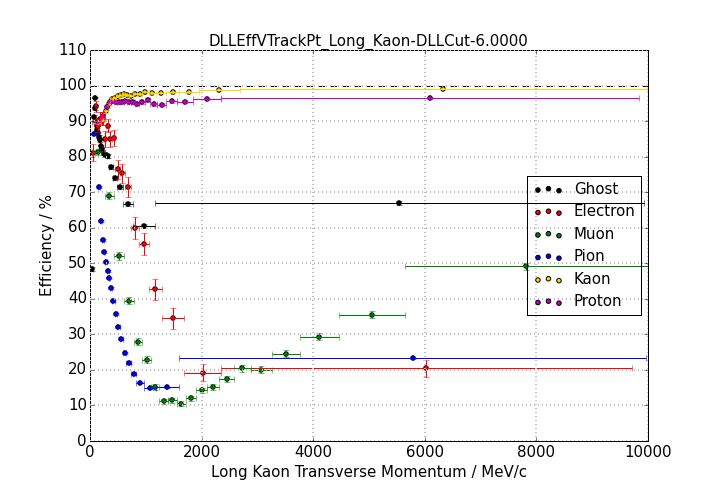 DLLEffVTrackPt_Long_Kaon-DLLCut-6.0000
110
100
90
80
70
60
50
40
30
20
10
0
Efficiency / %
Ghost
Electron
Muon
Pion
Kaon
Proton
0 2000 4000 6000 8000 10000
Long Kaon Transverse Momentum / MeV/c